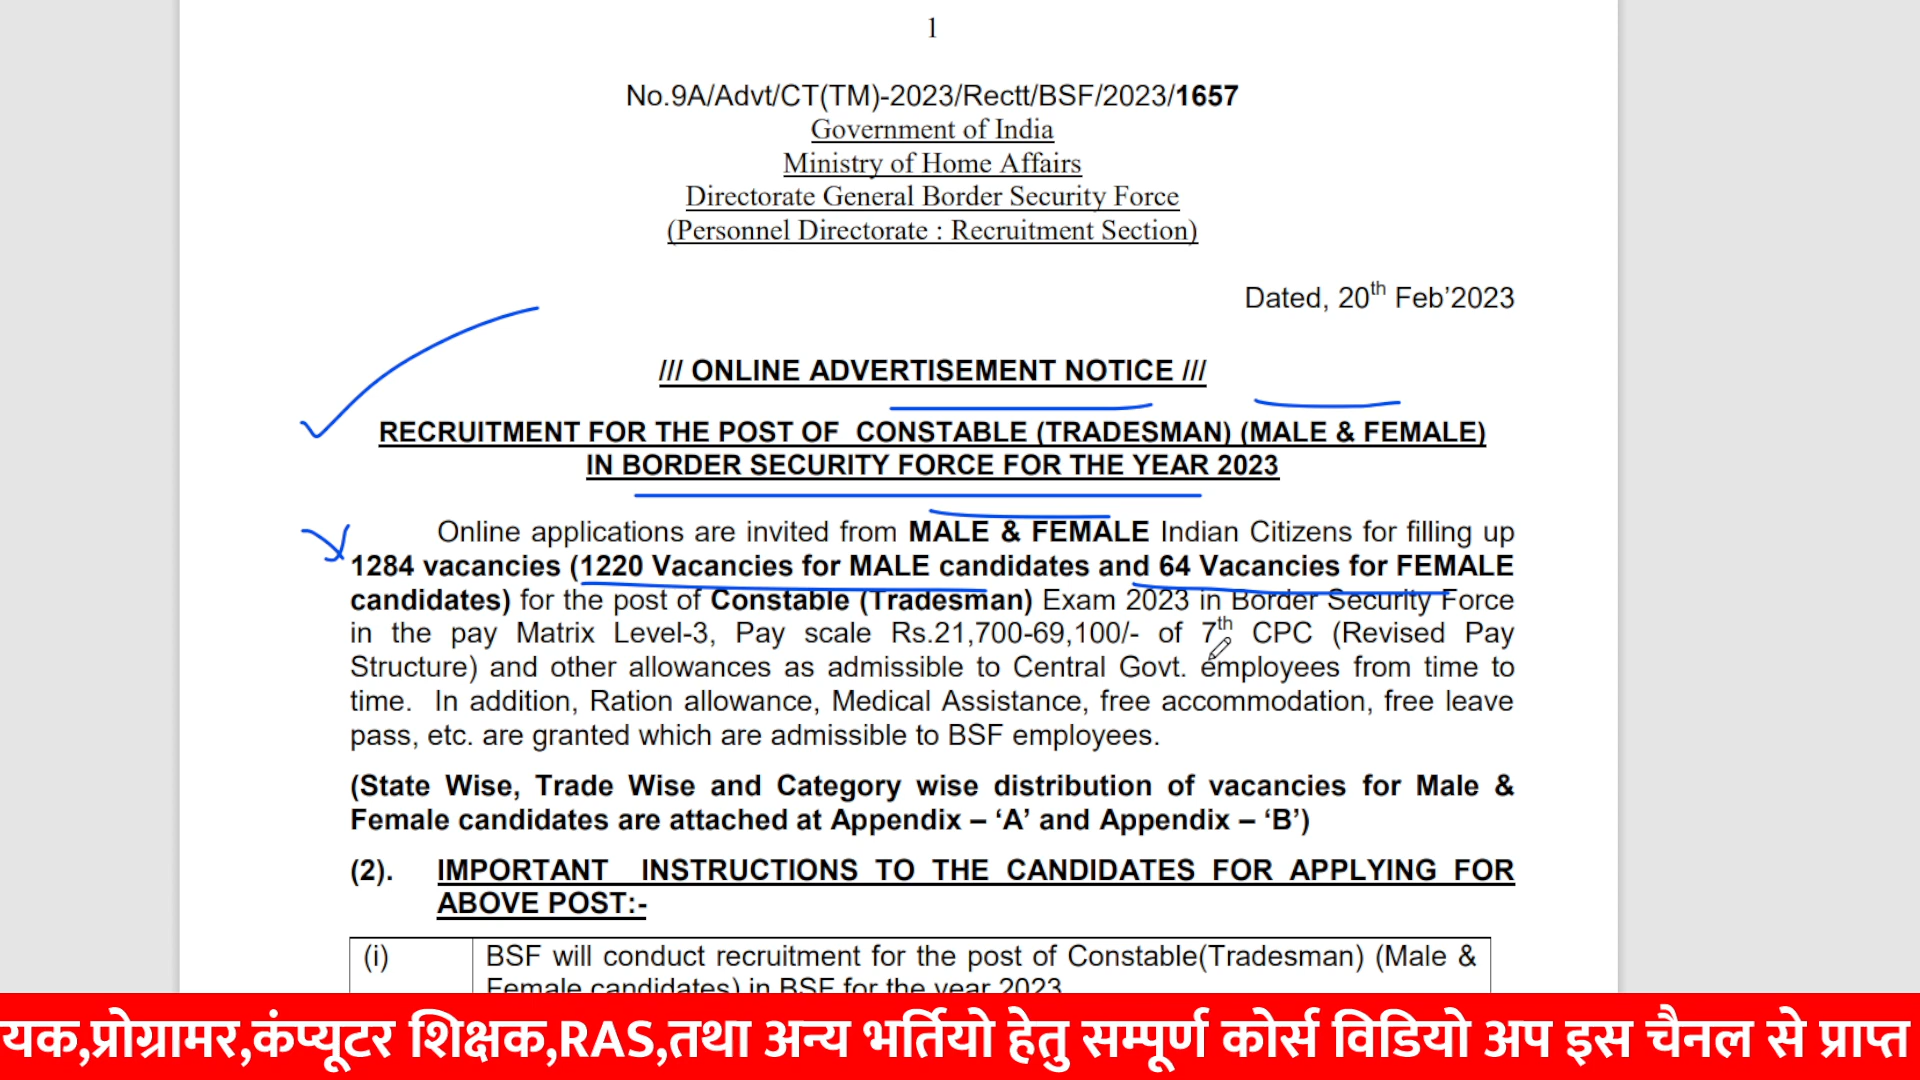 1
No.9A/Advt/CT(TM)-2023/Rectt/BSF/2023/1657
Government of India
Ministry of Home Affairs
Directorate General Border Security Force
(Personnel Directorate : Recruitment Section)
Dated, 20th Feb’2023
/// ONLINE ADVERTISEMENT NOTICE ///
RECRUITMENT FOR THE POST OF CONSTABLE (TRADESMAN) (MALE & FEMALE)
IN BORDER SECURITY FORCE FOR THE YEAR 2023
Online applications are invited from MALE & FEMALE Indian Citizens for filling up
1284 vacancies (1220 Vacancies for MALE candidates and 64 Vacancies for FEMALE
candidates) for the post of Constable (Tradesman) Exam 2023 in Border Security Force
in the pay Matrix Level-3, Pay scale Rs.21,700-69,100/- of 7th CPC (Revised Pay
Structure) and other allowances as admissible to Central Govt. employees from time to
time. In addition, Ration allowance, Medical Assistance, free accommodation, free leave
pass, etc. are granted which are admissible to BSF employees.
(State Wise, Trade Wise and Category wise distribution of vacancies for Male &
Female candidates are attached at Appendix – ‘A’ and Appendix – ‘B’)
(2). IMPORTANT INSTRUCTIONS TO THE CANDIDATES FOR APPLYING FOR
ABOVE POST:-
(i) BSF will conduct recruitment for the post of Constable(Tradesman) (Male &
Female candidates) in BSF for the year 2023
यक,प्रोग्रामर,कंप्यूटर शिक्षक,RAS,तथा अन्य भर्तियो हेतु सम्पूर्ण कोर्स विडियो अप इस चैनल से प्राप्त